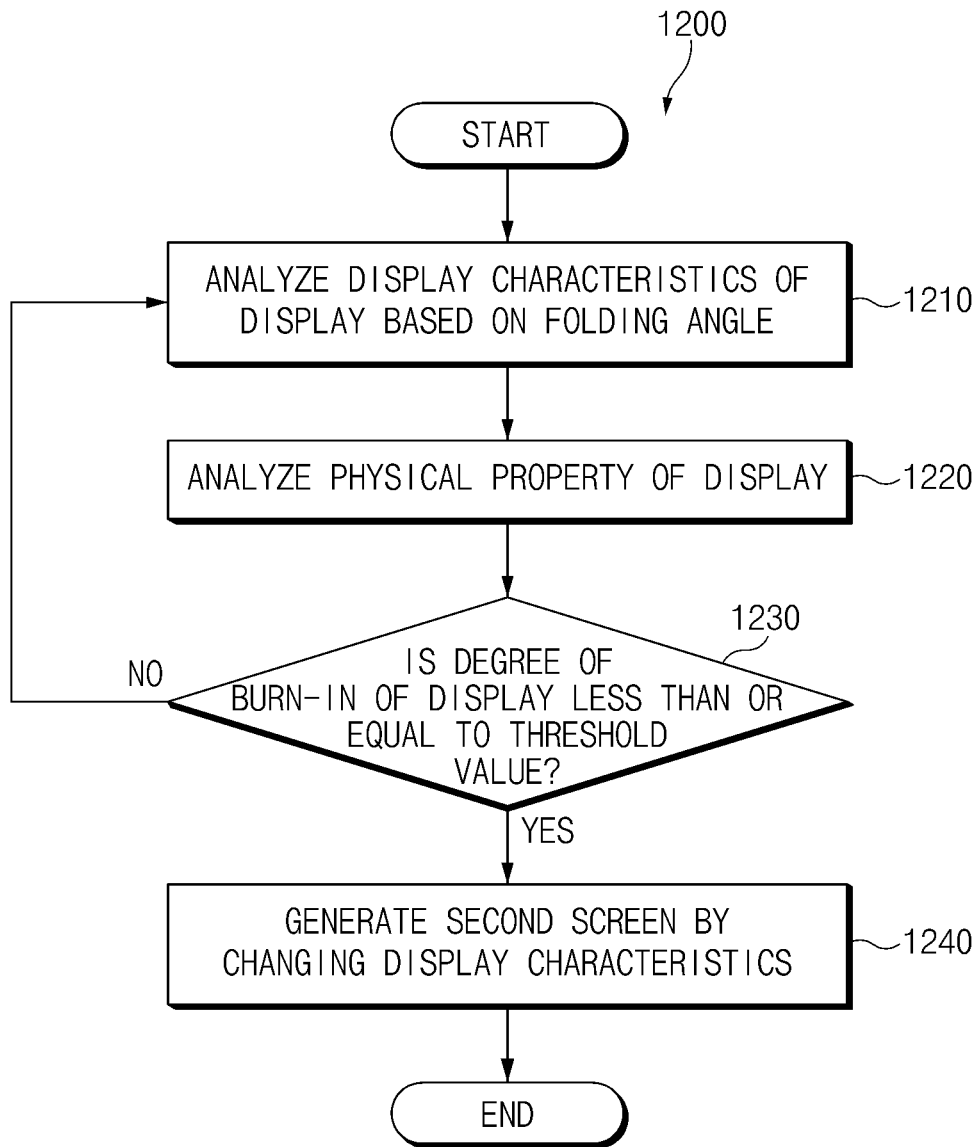 1200
START
ANALYZE DISPLAY CHARACTERISTICS OF
DISPLAY BASED ON FOLDING ANGLE
1210
ANALYZE PHYSICAL PROPERTY OF DISPLAY
1220
1230
IS DEGREE OF
BURN-IN OF DISPLAY LESS THAN OR
EQUAL TO THRESHOLD
VALUE?
NO
YES
GENERATE SECOND SCREEN BY
CHANGING DISPLAY CHARACTERISTICS
1240
END